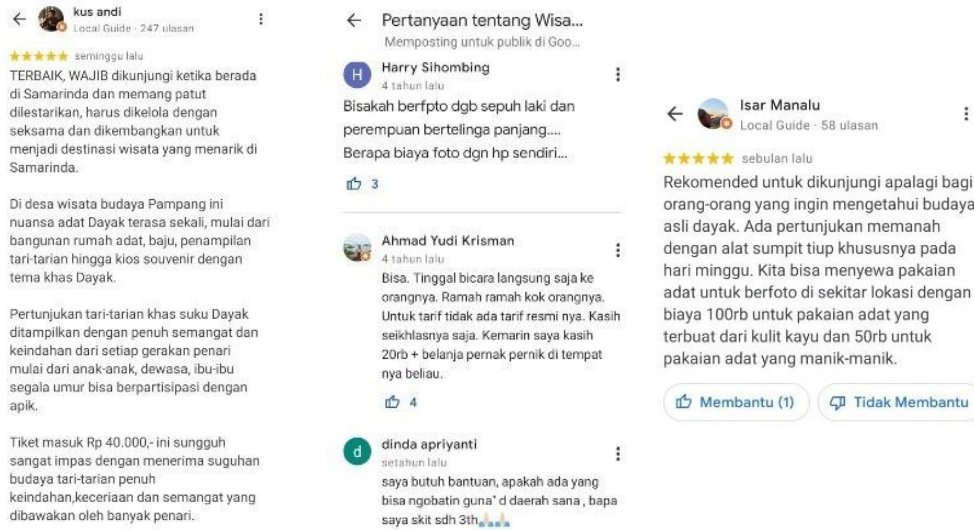 kus andi
Local Guide · 247 ulasan
seminggu lalu
TERBAIK, WAJIB dikunjungi ketika berada
di Samarinda dan memang patut
dilestarikan, harus dikelola dengan
seksama dan dikembangkan untuk
menjadi destinasi wisata yang menarik di
Samarinda.
Di desa wisata budaya Pampang ini
nuansa adat Dayak terasa sekali, mulai dari
bangunan rumah adat, baju, penampilan
tari-tarian hingga kios souvenir dengan
tema khas Dayak.
Pertunjukan tari-tarian khas suku Dayak
ditampilkan dengan penuh semangat dan
keindahan dari setiap gerakan penari
mulai dari anak-anak, dewasa, ibu-ibu
segala umur bisa berpartisipasi dengan
apik.
Tiket masuk Rp 40.000,- ini sungguh
sangat impas dengan menerima suguhan
budaya tari-tarian penuh
keindahan,keceriaan dan semangat yang
dibawakan oleh banyak penari.
Pertanyaan tentang Wisa...
Memposting untuk publik di Goo...
H
Harry Sihombing
4 tahun lalu
Bisakah berfpto dgb sepuh laki dan
perempuan bertelinga panjang....
Berapa biaya foto dgn hp sendiri...
3
Ahmad Yudi Krisman
4 tahun lalu
Bisa. Tinggal bicara langsung saja ke
orangnya. Ramah ramah kok orangnya.
Untuk tarif tidak ada tarif resmi nya. Kasih
seikhlasnya saja. Kemarin saya kasih
20rb + belanja pernak pernik di tempat
nya beliau.
4
d
dinda apriyanti
setahun lalu
saya butuh bantuan, apakah ada yang
bisa ngobatin guna" d daerah sana , bapa
saya skit sdh 3th🙏🏻🙏🏻
Isar Manalu
Local Guide · 58 ulasan
sebulan lalu
Rekomended untuk dikunjungi apalagi bagi
orang-orang yang ingin mengetahui budaya
asli dayak. Ada pertunjukan memanah
dengan alat sumpit tiup khususnya pada
hari minggu. Kita bisa menyewa pakaian
adat untuk berfoto di sekitar lokasi dengan
biaya 100rb untuk pakaian adat yang
terbuat dari kulit kayu dan 50rb untuk
pakaian adat yang manik-manik.
Membantu (1)
Tidak Membantu